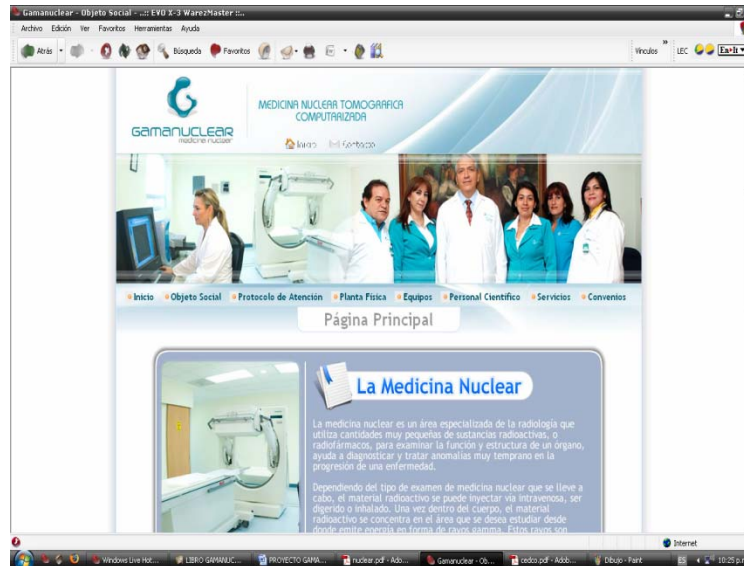 Gamanuclear - Objeto Social - ..:: EVO X-3 WarezMaster ::..
Archivo Edición Ver Favoritos Herramientas Ayuda
Atrás Búsqueda Favoritos Vínculos » LEC
Gamanuclear
medicina nuclear
MEDICINA NUCLEAR TOMOGRAFICA
COMPUTARIZADA
Inicio Contacto
Inicio Objeto Social Protocolo de Atención Planta Física Equipos Personal Científico Servicios Convenios
Página Principal
La Medicina Nuclear
La medicina nuclear es un área especializada de la radiología que
utiliza cantidades muy pequeñas de sustancias radioactivas, o
radiofármacos, para examinar la función y estructura de un órgano,
ayuda a diagnosticar y tratar anomalías muy temprano en la
progresión de una enfermedad.
Dependiendo del tipo de examen de medicina nuclear que se lleve a
cabo, el material radioactivo se puede inyectar vía intravenosa, ser
digerido o inhalado. Una vez dentro del cuerpo, el material
radioactivo se concentra en el área que se desea estudiar desde
donde emite energía en forma de rayos gamma. Estos rayos son
Internet
Windows Live Hot... LIBRO GAMANUC... PROYECTO GAMA... nuclear.pdf - Ado... Gamanuclear - Ob... cedco.pdf - Adob... Dibujo - Paint ES 10:25 p.m.